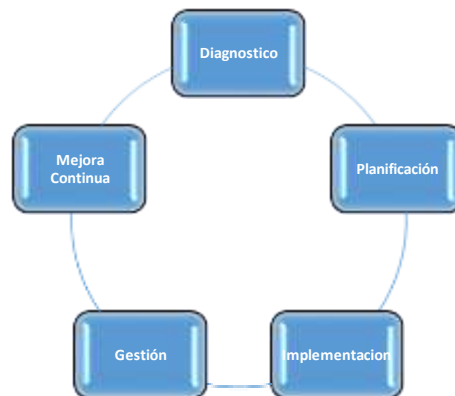 Diagnostico
Planificación
Implementacion
Gestión
Mejora
Continua